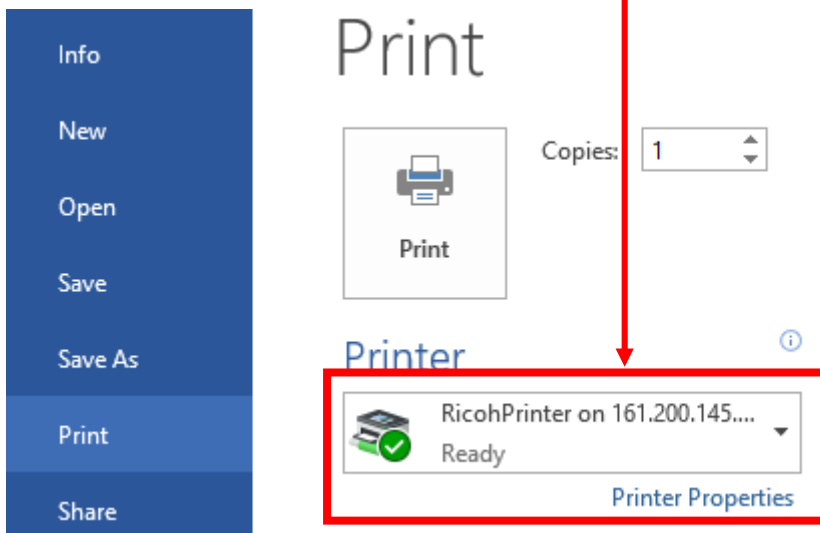 Info
New
Open
Save
Save As
Print
Share
Print
Print
Copies: 1
Printer
RicohPrinter on 161.200.145....
Ready
Printer Properties